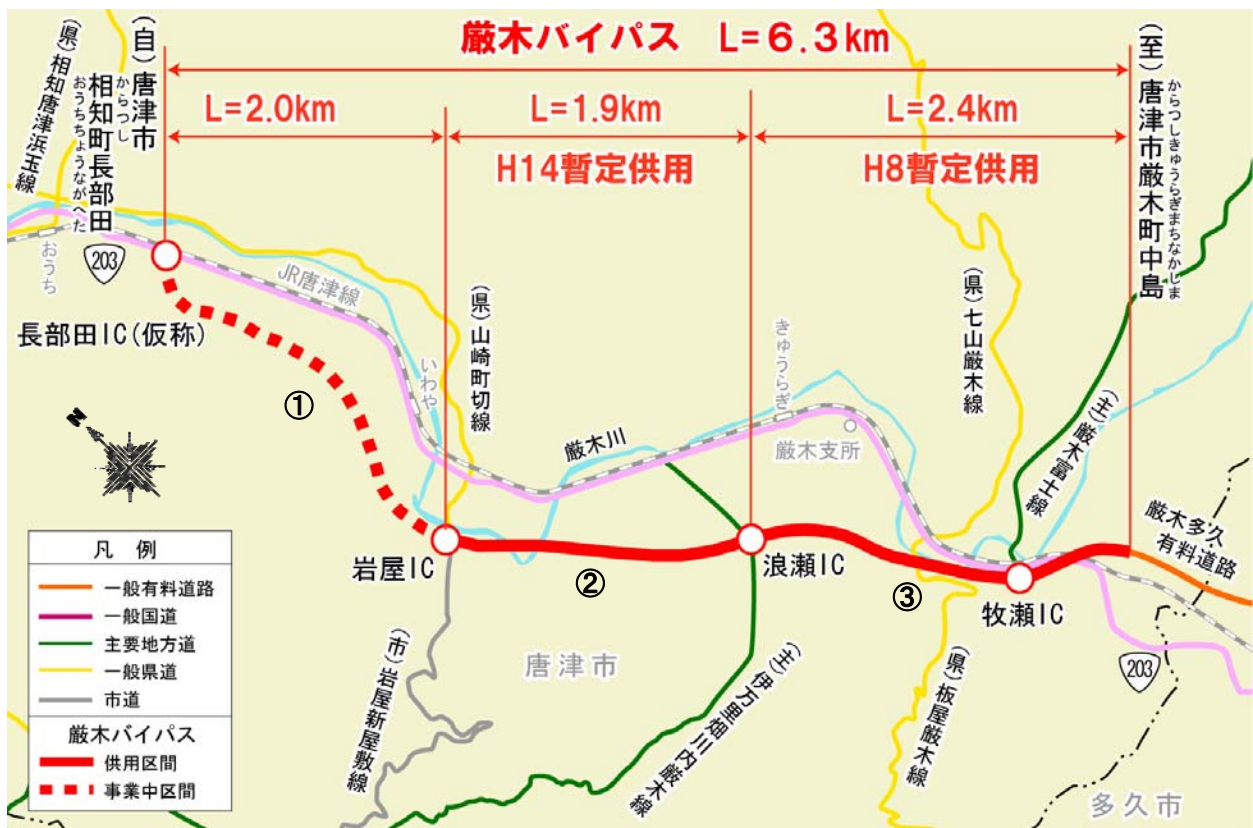 厳木バイパス L=6.3km
L=2.0km
L=1.9km
L=2.4km
H14暫定供用
H8暫定供用
(県)相知唐津浜玉線
(自)唐津市
からつし
相知町長部田
おうちちょうながへた
(至)唐津市厳木町中島
からつしきゅうらぎまちなかしま
おうち
203
長部田IC(仮称)
JR唐津線
いわや
(県)山崎町切線
厳木川
きゅうらぎ
厳木支所
(県)七山厳木線
(主)厳木富士線
厳木多久
有料道路
N
①
岩屋IC
②
浪瀬IC
③
牧瀬IC
203
(市)岩屋新屋敷線
唐津市
(主)伊万里畑川内厳木線
(県)板屋厳木線
多久市
凡 例
一般有料道路
一般国道
主要地方道
一般県道
市道
厳木バイパス
供用区間
事業中区間